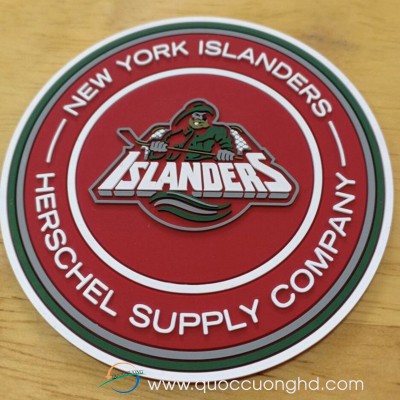 NEW YORK ISLANDERS
ISLANDERS
HERSCHEL SUPPLY COMPANY
www.quoccuonghd.com